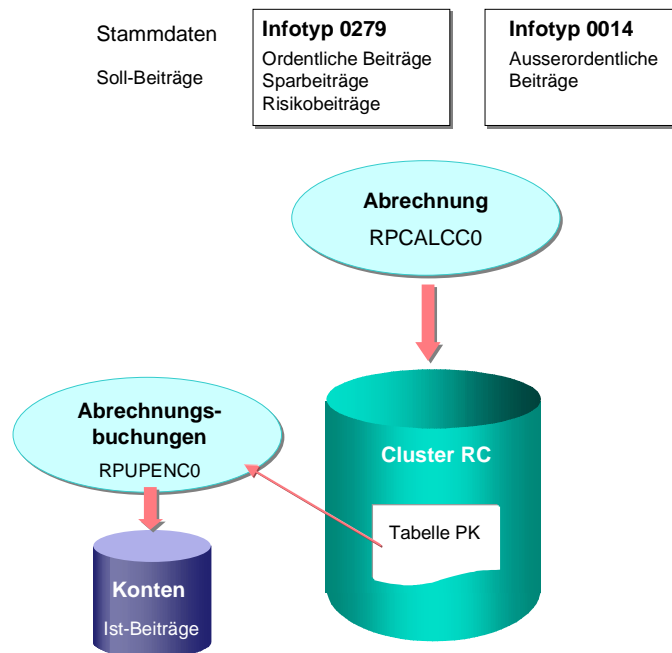 Stammdaten
Soll-Beiträge
Infotyp 0279
Ordentliche Beiträge
Sparbeiträge
Risikobeiträge
Infotyp 0014
Ausserordentliche
Beiträge
Abrechnung
RPCALCC0
Abrechnungs-
buchungen
RPUPENC0
Cluster RC
Tabelle PK
Konten
Ist-Beiträge